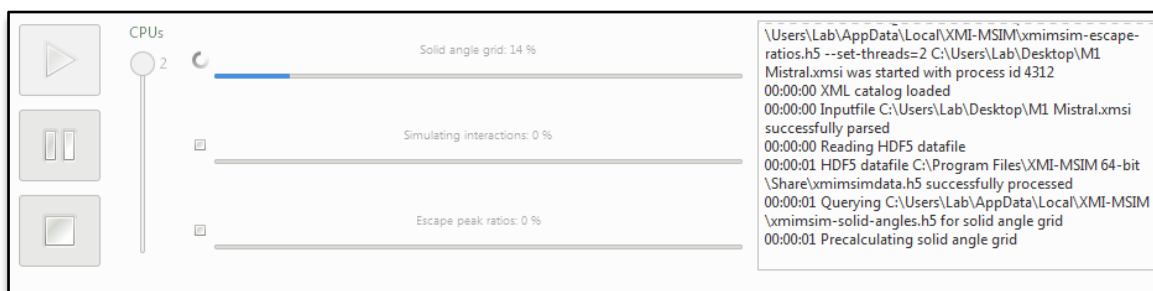 CPUs
2
Solid angle grid: 14 %
Simulating interactions: 0 %
Escape peak ratios: 0 %
\Users\Lab\AppData\Local\XMI-MSIM\xmimsim-escape-
ratios.h5 --set-threads=2 C:\Users\Lab\Desktop\M1
Mistral.xmsi was started with process id 4312
00:00:00 XML catalog loaded
00:00:00 Inputfile C:\Users\Lab\Desktop\M1 Mistral.xmsi
successfully parsed
00:00:00 Reading HDF5 datafile
00:00:01 HDF5 datafile C:\Program Files\XMI-MSIM 64-bit
\Share\xmimsimdata.h5 successfully processed
00:00:01 Querying C:\Users\Lab\AppData\Local\XMI-MSIM
\xmimsim-solid-angles.h5 for solid angle grid
00:00:01 Precalculating solid angle grid